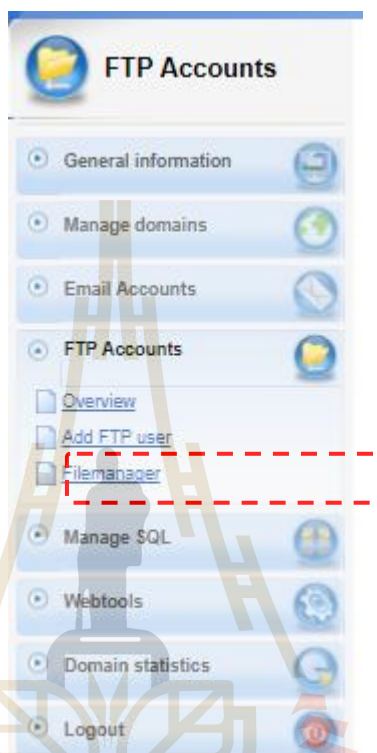 FTP Accounts
General information
Manage domains
Email Accounts
FTP Accounts
Overview
Add FTP user
Filemanager
Manage SQL
Webtools
Domain statistics
Logout